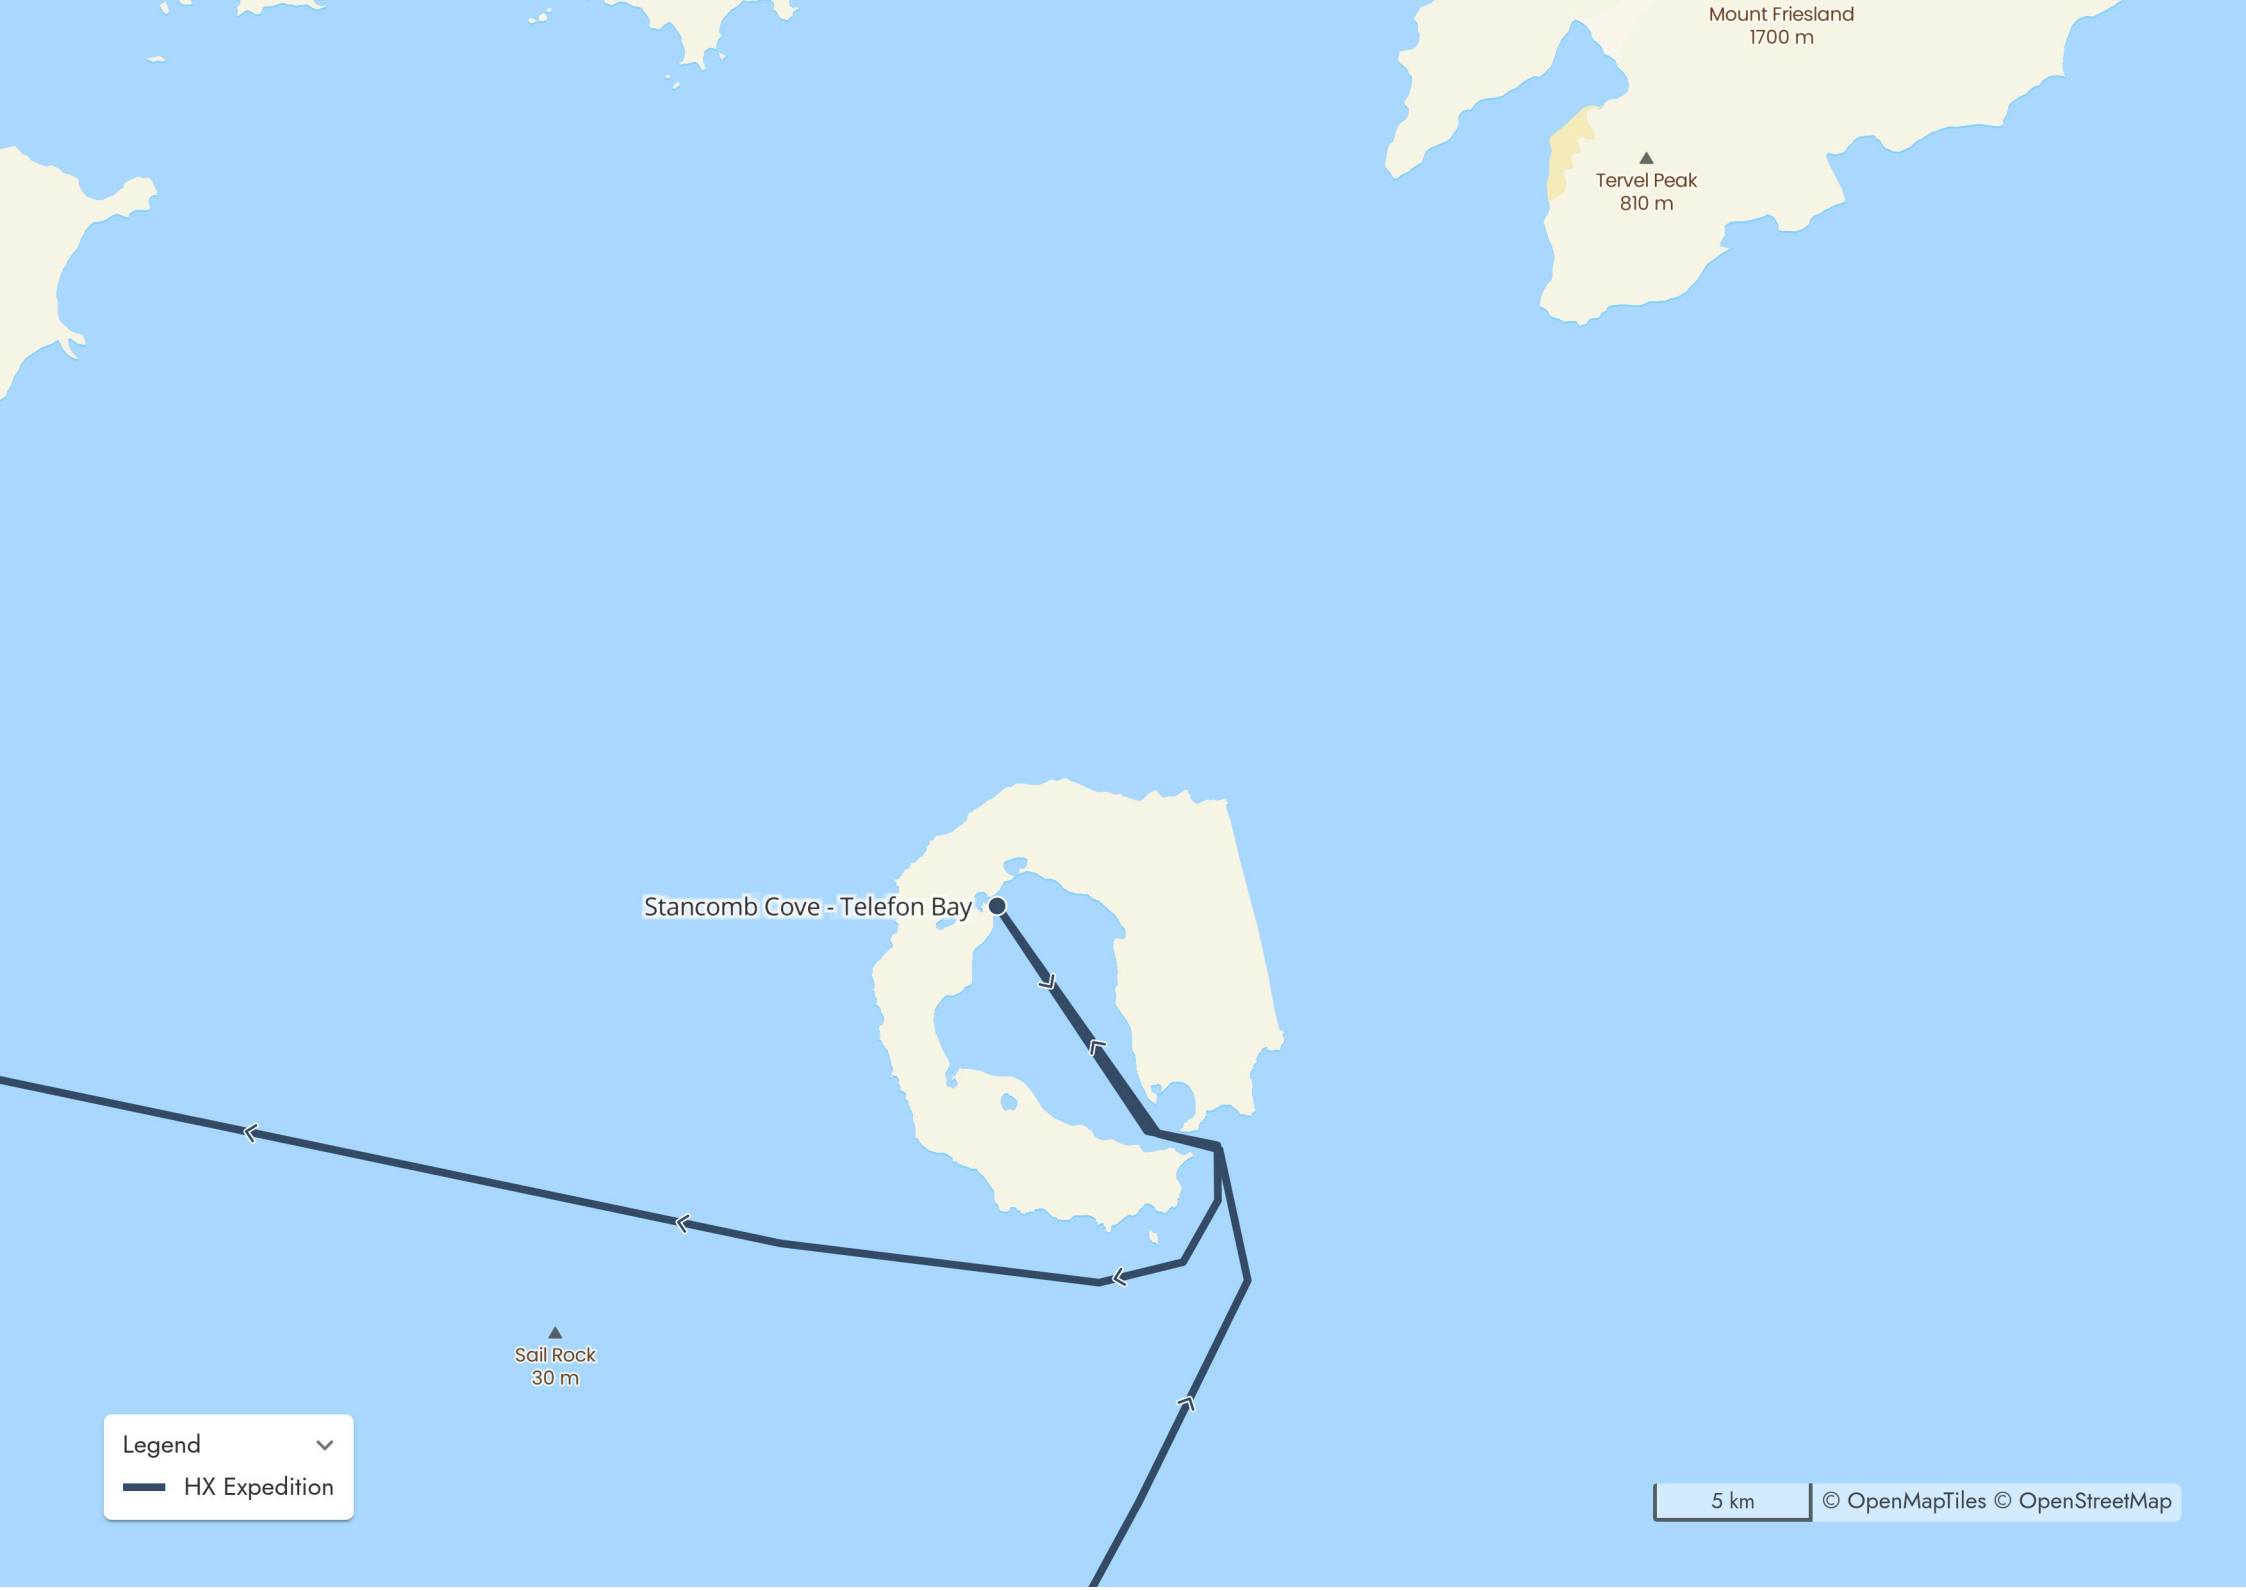 Mount Friesland
1700 m
Tervel Peak
810 m
Stancomb Cove - Telefon Bay
Sail Rock
30 m
Legend
HX Expedition
5 km
© OpenMapTiles © OpenStreetMap